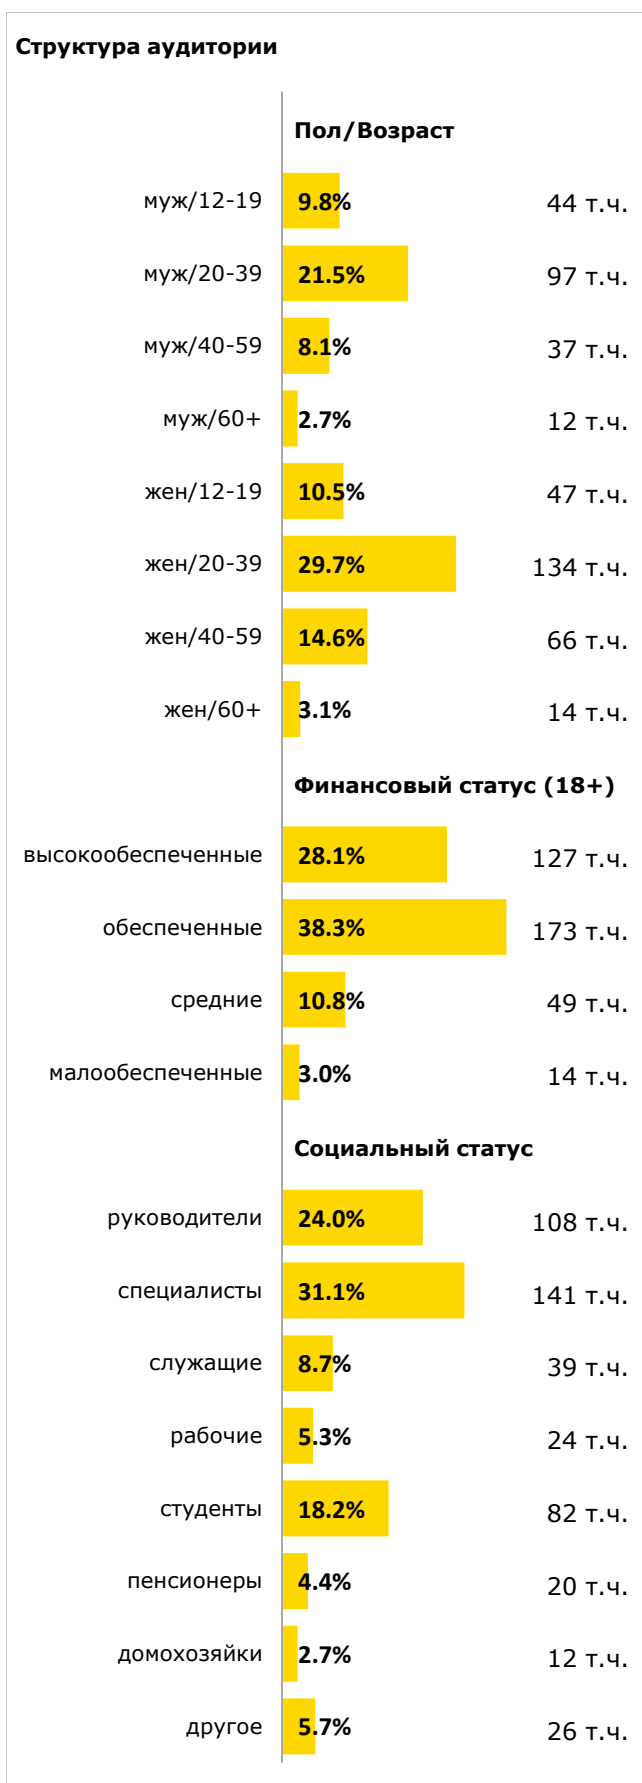 Структура аудитории
Пол/Возраст
муж/12-19 9.8% 44 т.ч.
муж/20-39 21.5% 97 т.ч.
муж/40-59 8.1% 37 т.ч.
муж/60+ 2.7% 12 т.ч.
жен/12-19 10.5% 47 т.ч.
жен/20-39 29.7% 134 т.ч.
жен/40-59 14.6% 66 т.ч.
жен/60+ 3.1% 14 т.ч.
Финансовый статус (18+)
высокообеспеченные 28.1% 127 т.ч.
обеспеченные 38.3% 173 т.ч.
средние 10.8% 49 т.ч.
малообеспеченные 3.0% 14 т.ч.
Социальный статус
руководители 24.0% 108 т.ч.
специалисты 31.1% 141 т.ч.
служащие 8.7% 39 т.ч.
рабочие 5.3% 24 т.ч.
студенты 18.2% 82 т.ч.
пенсионеры 4.4% 20 т.ч.
домохозяйки 2.7% 12 т.ч.
другое 5.7% 26 т.ч.